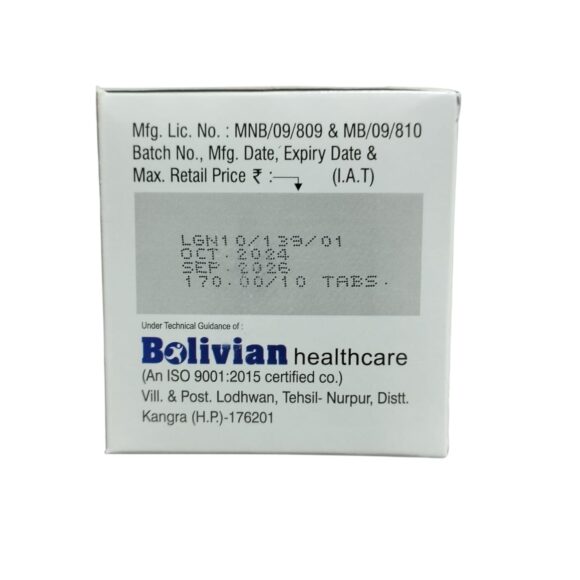 Mfg. Lic. No. : MNB/09/809 & MB/09/810
Batch No., Mfg. Date, Expiry Date &
Max. Retail Price ₹ : (I.A.T)
LGN10/139/01
OCT. 2024
SEP. 2026
170.00/10 TABS.
Under Technical Guidance of :
Bolivian healthcare
(An ISO 9001:2015 certified co.)
Vill. & Post. Lodhwan, Tehsil- Nurpur, Distt.
Kangra (H.P.)-176201